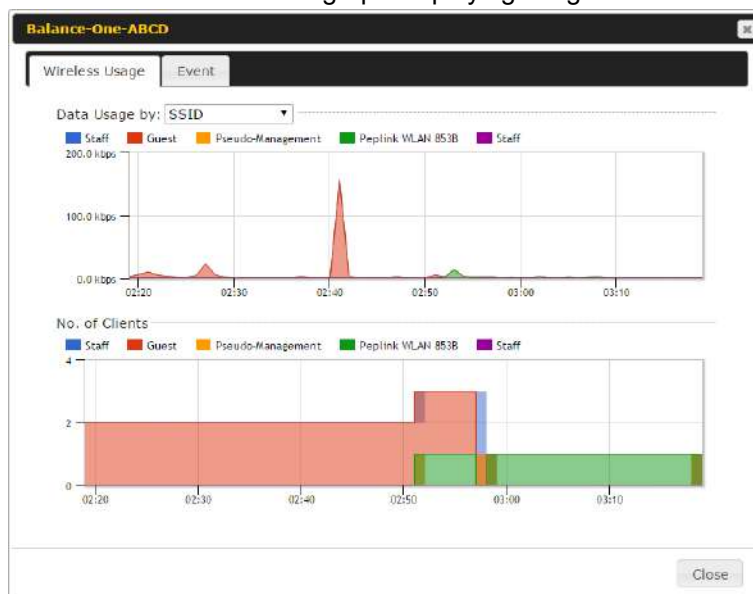 Balance-One-ABCD
Wireless Usage Event
Data Usage by: SSID
Staff Guest Pseudo-Management Peplink WLAN 853B Staff
200.0 kbps
100.0 kbps
0.0 kbps
02:20 02:30 02:40 02:50 03:00 03:10
No. of Clients
Staff Guest Pseudo-Management Peplink WLAN 853B Staff
4
2
0
02:20 02:30 02:40 02:50 03:00 03:10
Close